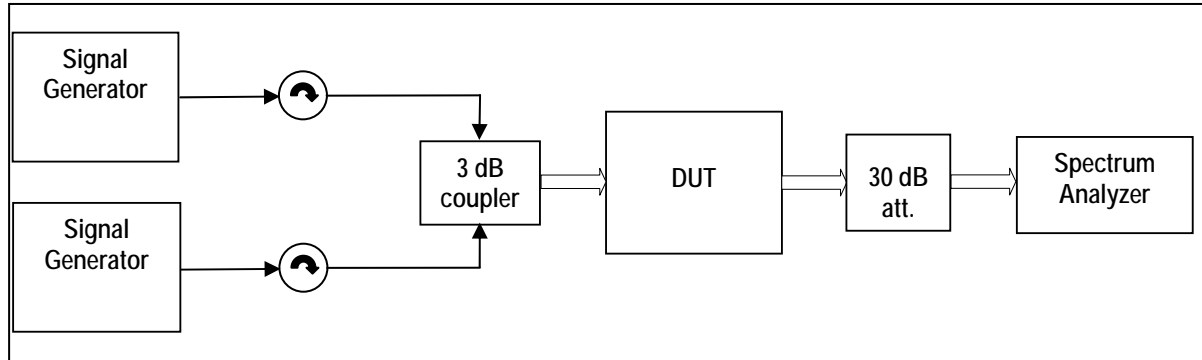 Signal
Generator
3 dB
coupler
DUT
30 dB
att.
Spectrum
Analyzer
Signal
Generator